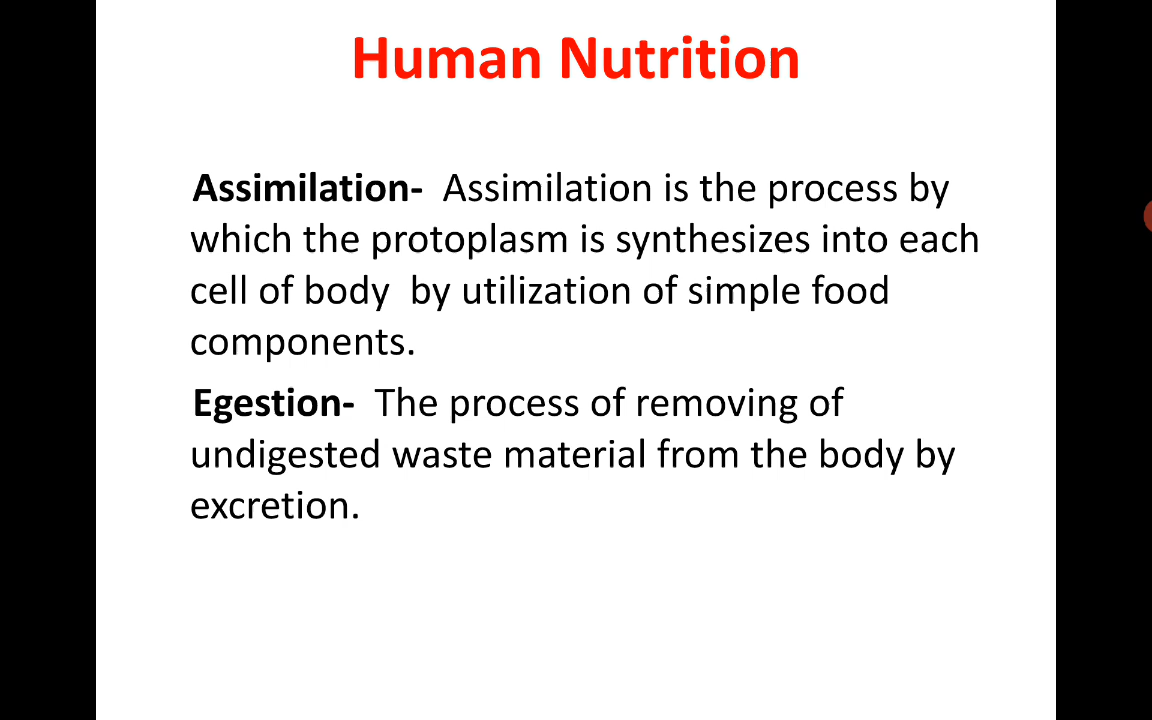 Human Nutrition
Assimilation- Assimilation is the process by
which the protoplasm is synthesizes into each
cell of body by utilization of simple food
components.
Egestion- The process of removing of
undigested waste material from the body by
excretion.